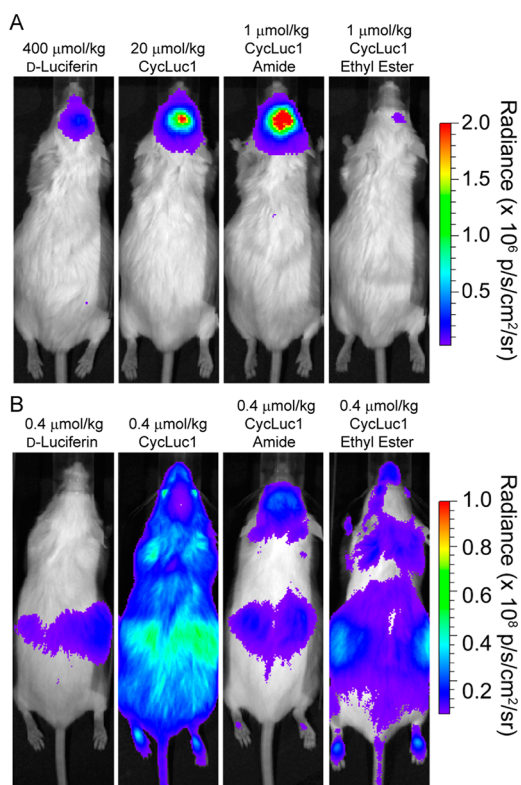 A
400 μmol/kg
D-Luciferin
20 μmol/kg
CycLuc1
1 μmol/kg
CycLuc1
Amide
1 μmol/kg
CycLuc1
Ethyl Ester
2.0
1.5
1.0
0.5
Radiance (x 10⁶ p/s/cm²/sr)
B
0.4 μmol/kg
D-Luciferin
0.4 μmol/kg
CycLuc1
0.4 μmol/kg
CycLuc1
Amide
0.4 μmol/kg
CycLuc1
Ethyl Ester
1.0
0.8
0.6
0.4
0.2
Radiance (x 10⁸ p/s/cm²/sr)